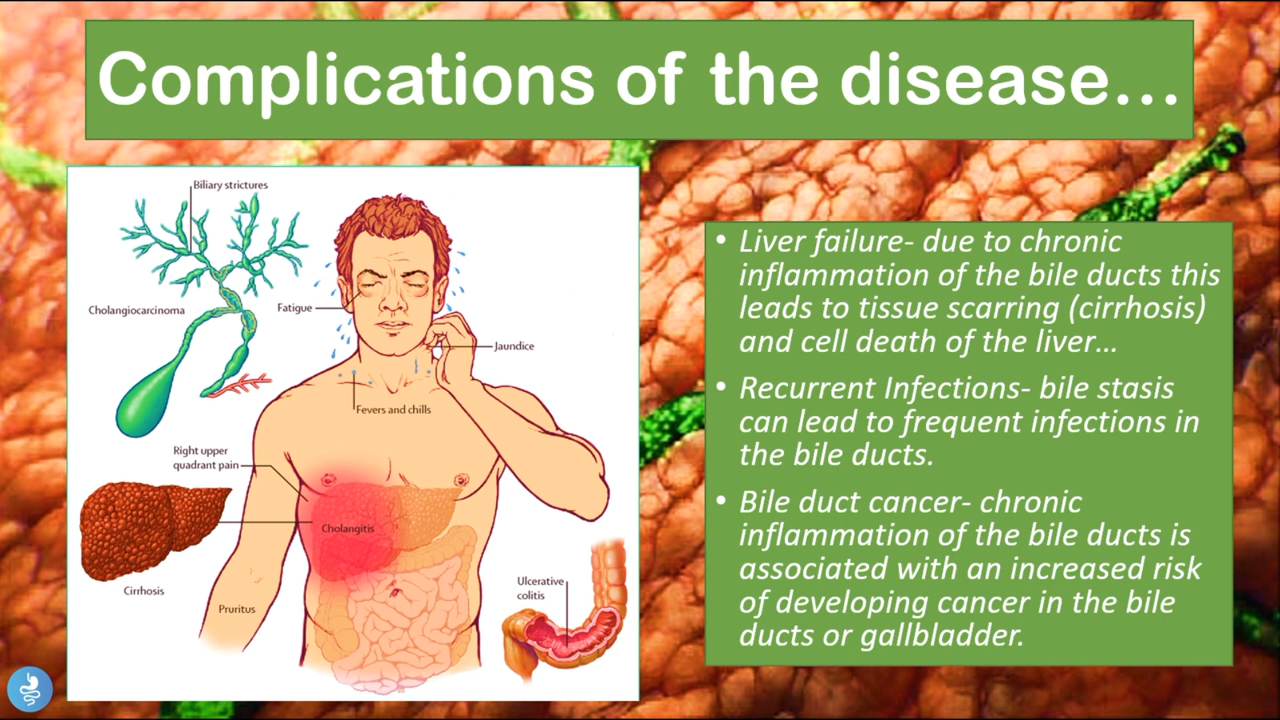 Complications of the disease...
Biliary strictures
Cholangiocarcinoma
Fatigue
Jaundice
Fevers and chills
Right upper
quadrant pain
Cholangitis
Cirrhosis
Pruritus
Ulcerative
colitis
• Liver failure- due to chronic
inflammation of the bile ducts this
leads to tissue scarring (cirrhosis)
and cell death of the liver...
• Recurrent Infections- bile stasis
can lead to frequent infections in
the bile ducts.
• Bile duct cancer- chronic
inflammation of the bile ducts is
associated with an increased risk
of developing cancer in the bile
ducts or gallbladder.